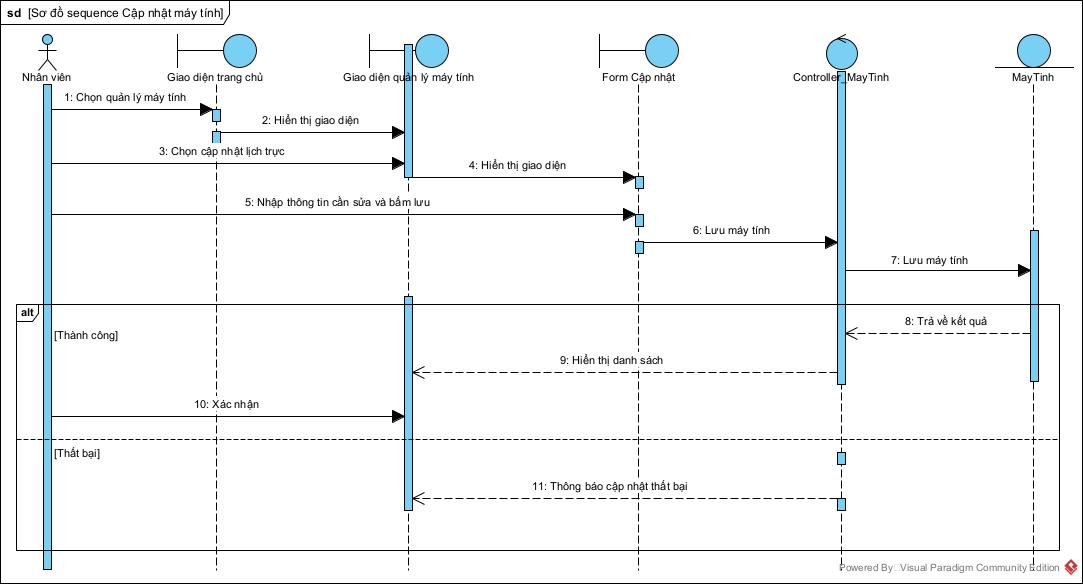 sd [Sơ đồ sequence Cập nhật máy tính]
Nhân viên
Giao diện trang chủ
Giao diện quản lý máy tính
Form Cập nhật
Controller_MayTinh
MayTinh
1: Chọn quản lý máy tính
2: Hiển thị giao diện
3: Chọn cập nhật lịch trực
4: Hiển thị giao diện
5: Nhập thông tin cần sửa và bấm lưu
6: Lưu máy tính
7: Lưu máy tính
alt
[Thành công]
8: Trả về kết quả
9: Hiển thị danh sách
10: Xác nhận
[Thất bại]
11: Thông báo cập nhật thất bại
Powered By Visual Paradigm Community Edition